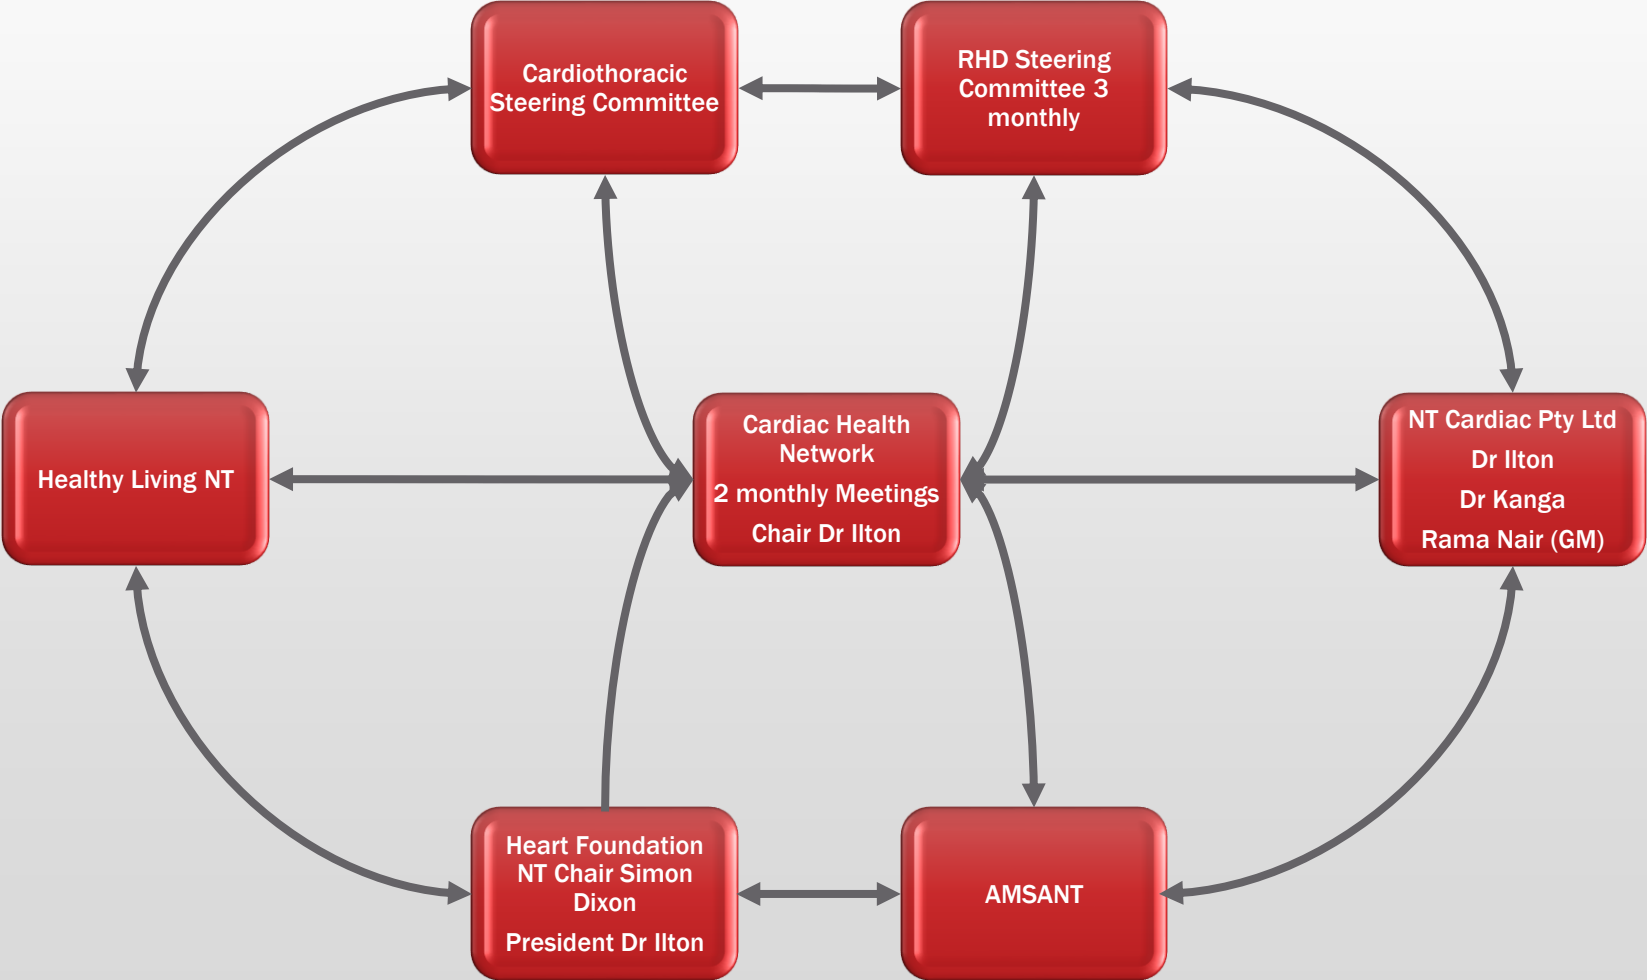 Cardiothoracic
Steering Committee
RHD Steering
Committee 3
monthly
Healthy Living NT
Cardiac Health
Network
2 monthly Meetings
Chair Dr Ilton
NT Cardiac Pty Ltd
Dr Ilton
Dr Kanga
Rama Nair (GM)
Heart Foundation
NT Chair Simon
Dixon
President Dr Ilton
AMSANT